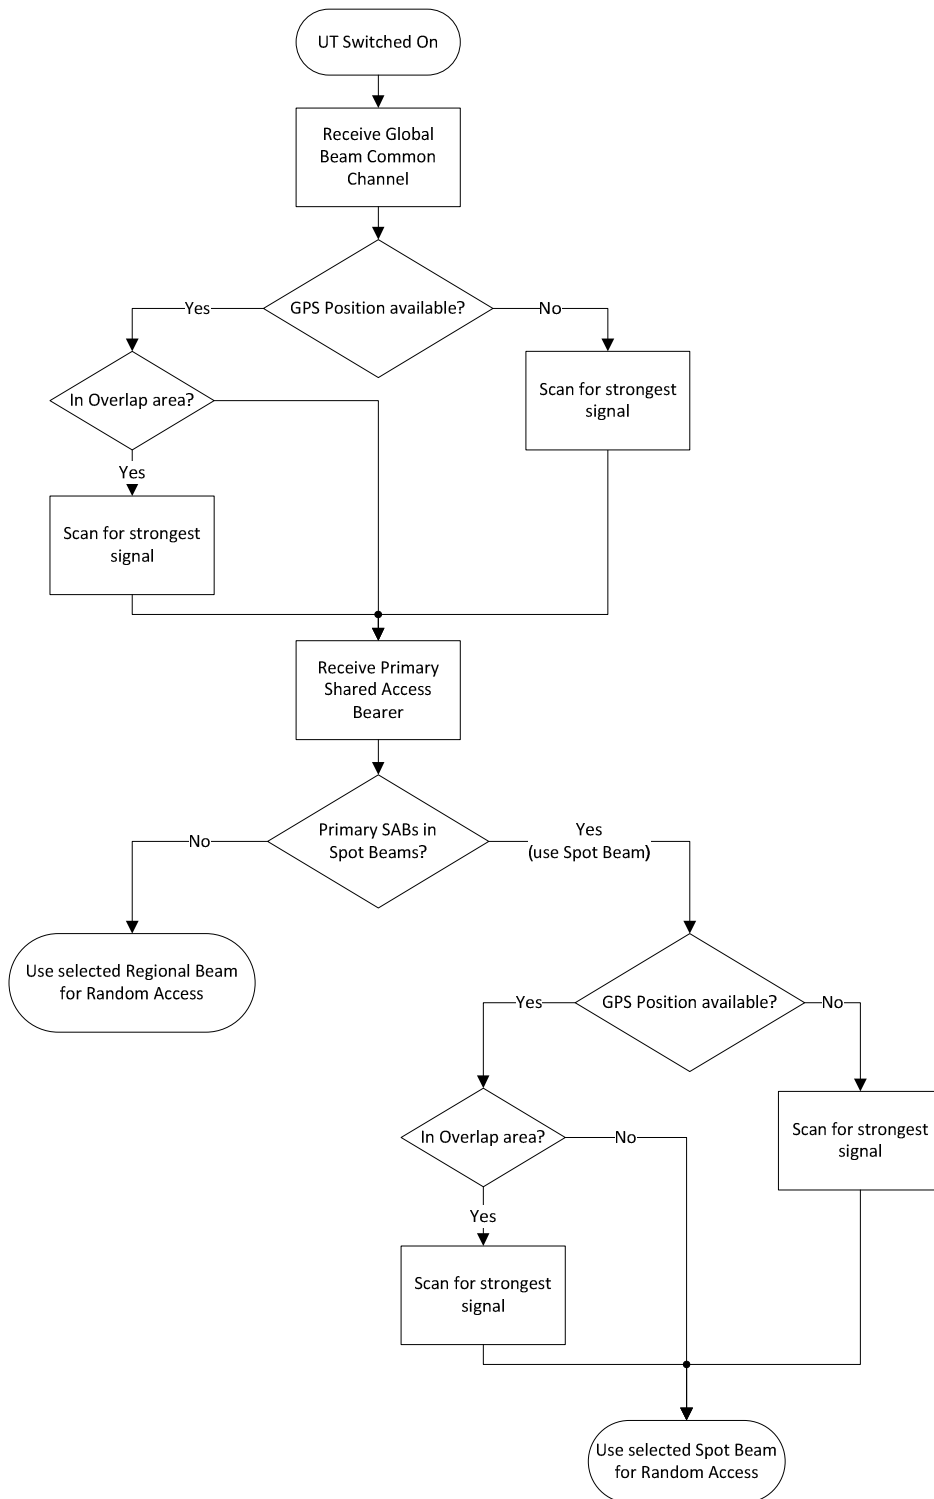 UT Switched On
Receive Global
Beam Common
Channel
GPS Position available?
Yes
No
In Overlap area?
Scan for strongest
signal
Yes
Scan for strongest
signal
Receive Primary
Shared Access
Bearer
Primary SABs in
Spot Beams?
No
Yes
(use Spot Beam)
Use selected Regional Beam
for Random Access
GPS Position available?
Yes
No
In Overlap area?
No
Scan for strongest
signal
Yes
Scan for strongest
signal
Use selected Spot Beam
for Random Access